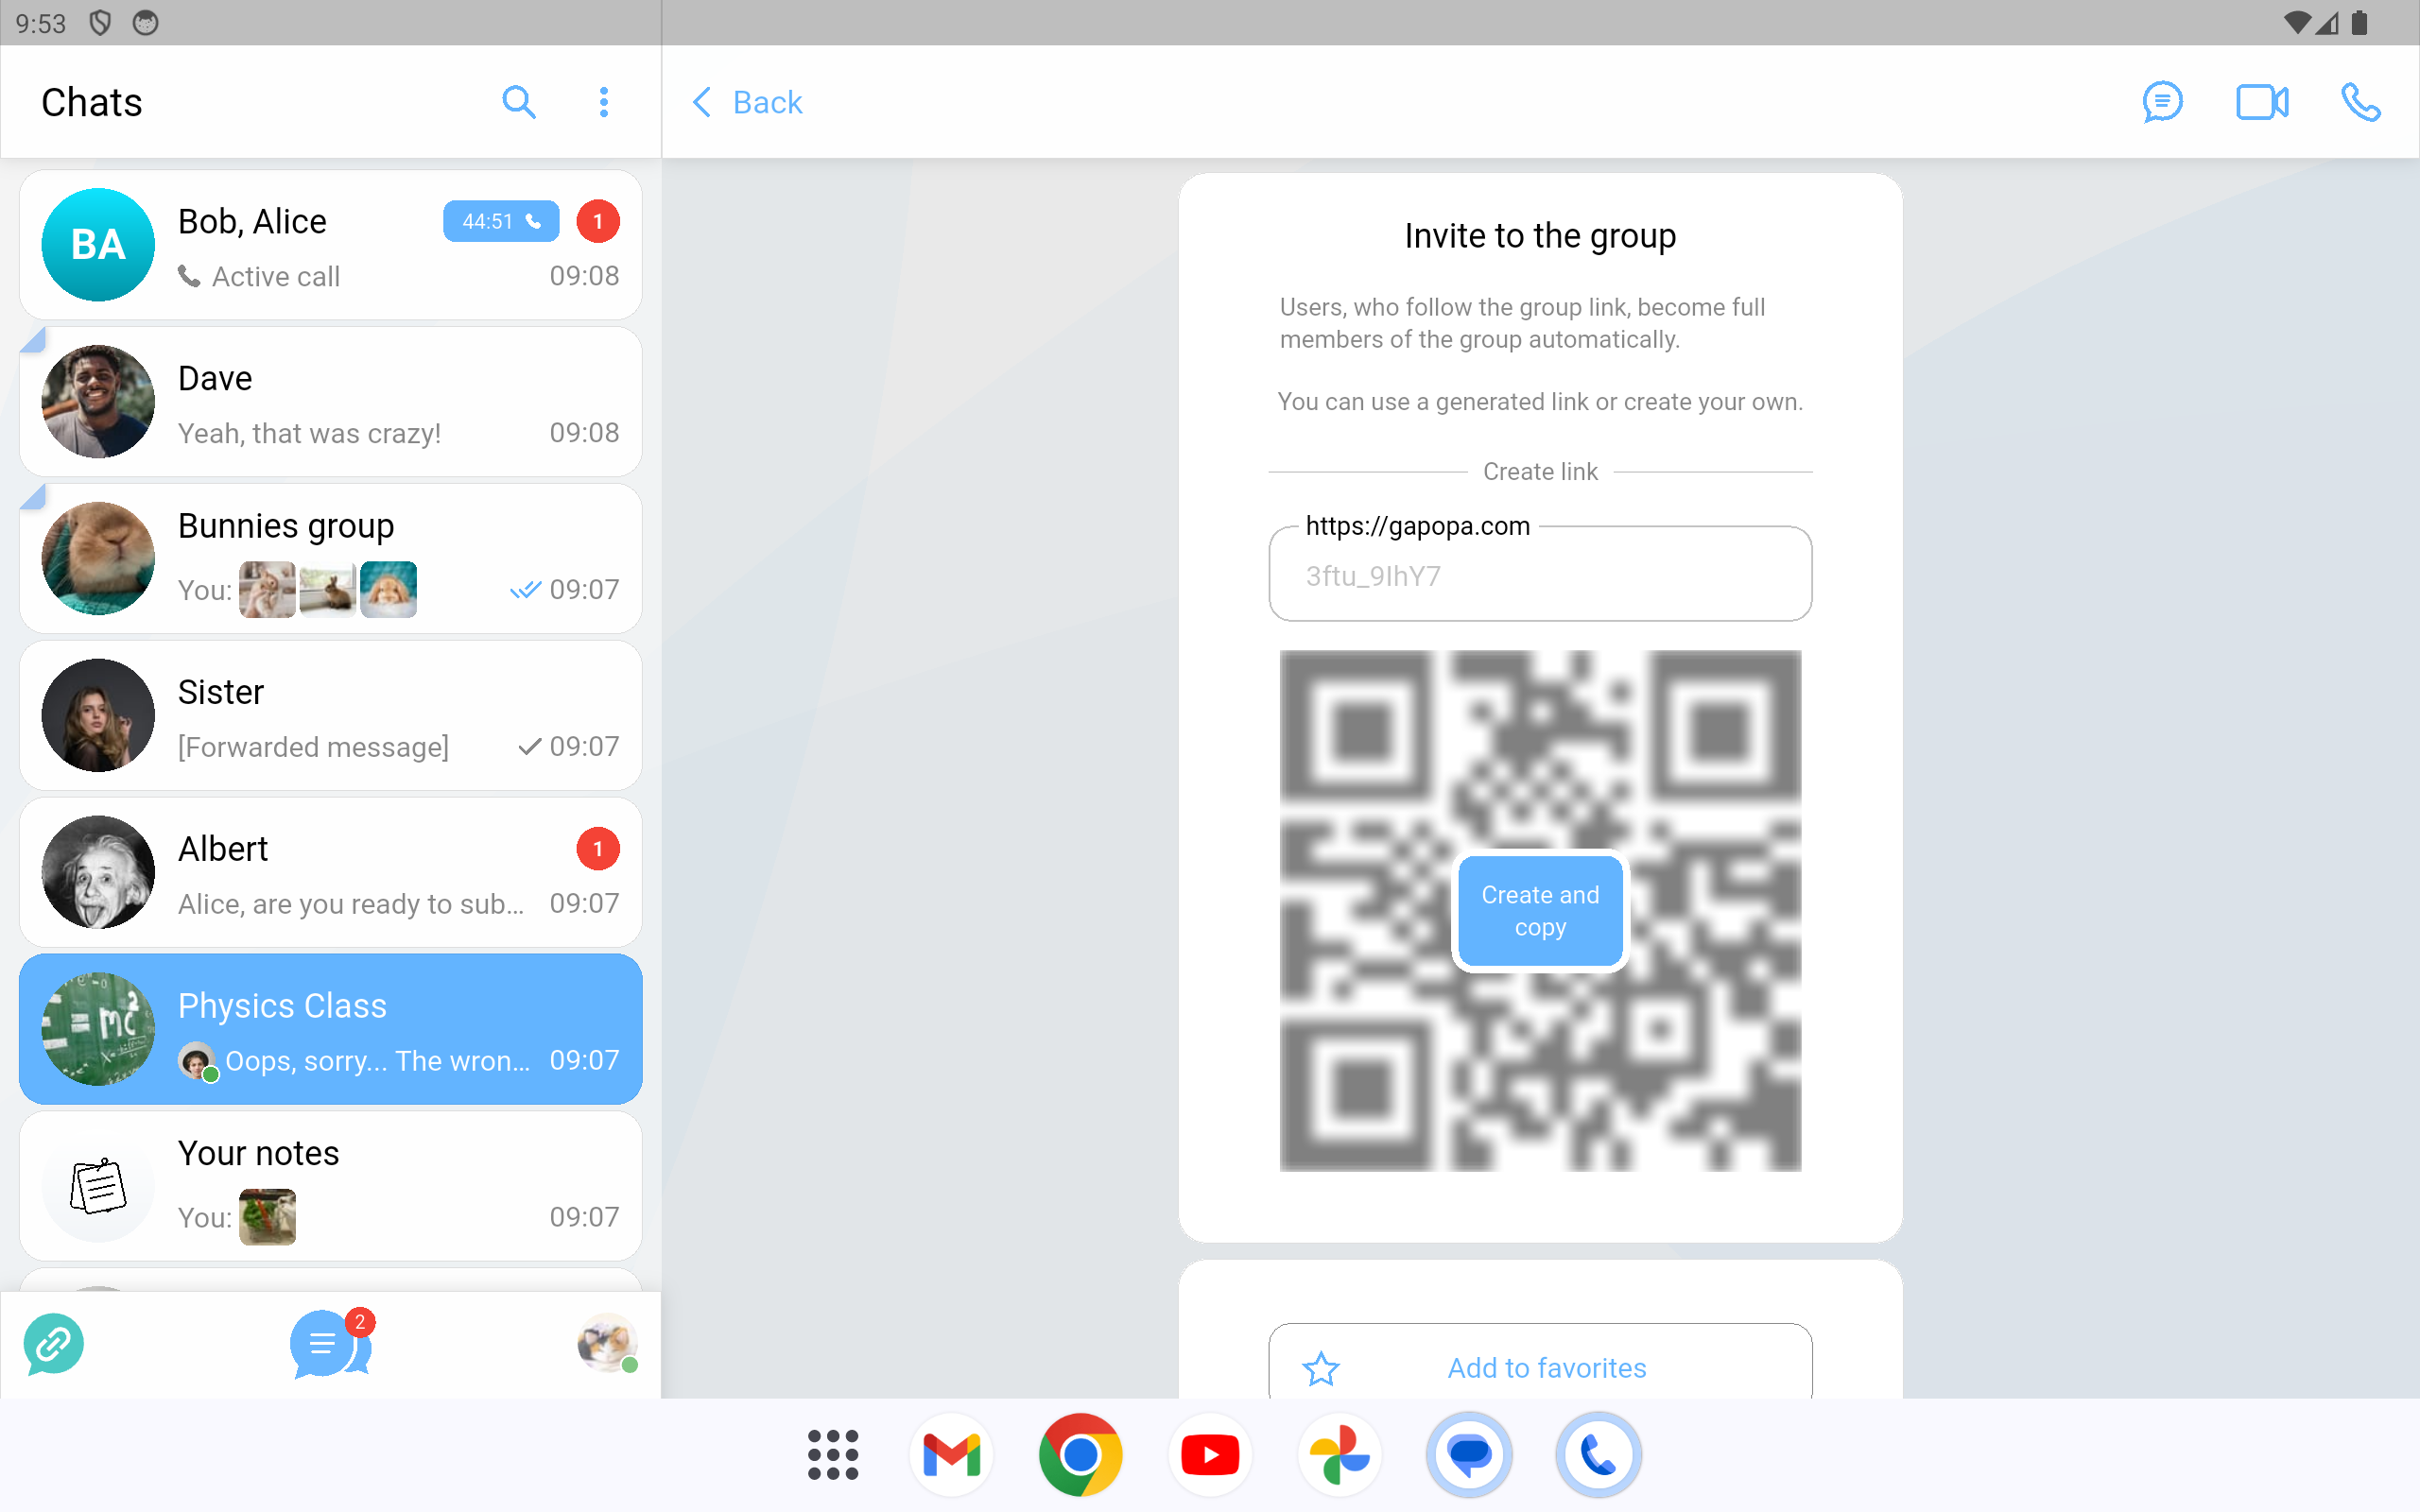 9:53
Chats
Back
BA
Bob, Alice
44:51
1
Active call
09:08
Dave
Yeah, that was crazy!
09:08
Bunnies group
You:
09:07
Sister
[Forwarded message]
09:07
Albert
1
Alice, are you ready to sub...
09:07
Physics Class
Oops, sorry... The wron...
09:07
Your notes
You:
09:07
2
Invite to the group
Users, who follow the group link, become full
members of the group automatically.
You can use a generated link or create your own.
Create link
https://gapopa.com
3ftu_9IhY7
Create and
copy
Add to favorites